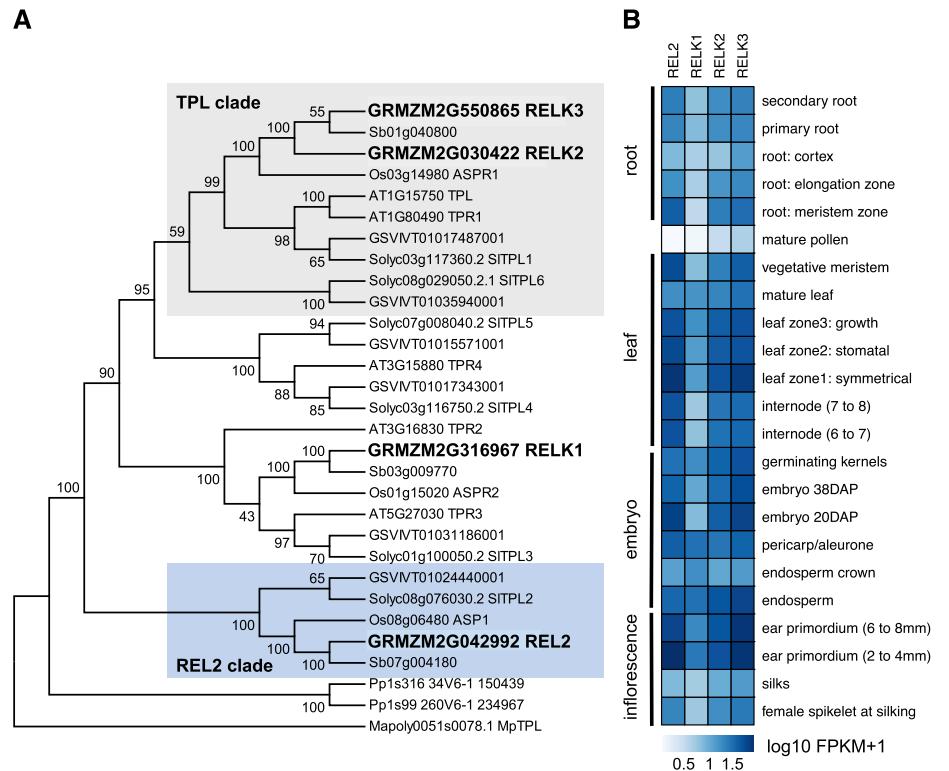 A
TPL clade
55
GRMZM2G550865 RELK3
100
Sb01g040800
100
GRMZM2G030422 RELK2
99
Os03g14980 ASPR1
100
AT1G15750 TPL
AT1G80490 TPR1
59
98
GSVIVT01017487001
65
Solyc03g117360.2 SlTPL1
Solyc08g029050.2.1 SlTPL6
95
100
GSVIVT01035940001
94
Solyc07g008040.2 SlTPL5
GSVIVT01015571001
90
100
AT3G15880 TPR4
88
GSVIVT01017343001
85
Solyc03g116750.2 SlTPL4
AT3G16830 TPR2
100
GRMZM2G316967 RELK1
100
100
Sb03g009770
100
Os01g15020 ASPR2
43
AT5G27030 TPR3
97
GSVIVT01031186001
70
Solyc01g100050.2 SlTPL3
65
GSVIVT01024440001
Solyc08g076030.2 SlTPL2
100
Os08g06480 ASP1
100
GRMZM2G042992 REL2
REL2 clade
100
Sb07g004180
Pp1s316 34V6-1 150439
100
Pp1s99 260V6-1 234967
Mapoly0051s0078.1 MpTPL
B
REL2
RELK1
RELK2
RELK3
root
secondary root
primary root
root: cortex
root: elongation zone
root: meristem zone
mature pollen
leaf
vegetative meristem
mature leaf
leaf zone3: growth
leaf zone2: stomatal
leaf zone1: symmetrical
internode (7 to 8)
internode (6 to 7)
embryo
germinating kernels
embryo 38DAP
embryo 20DAP
pericarp/aleurone
endosperm crown
endosperm
inflorescence
ear primordium (6 to 8mm)
ear primordium (2 to 4mm)
silks
female spikelet at silking
log10 FPKM+1
0.5 1 1.5